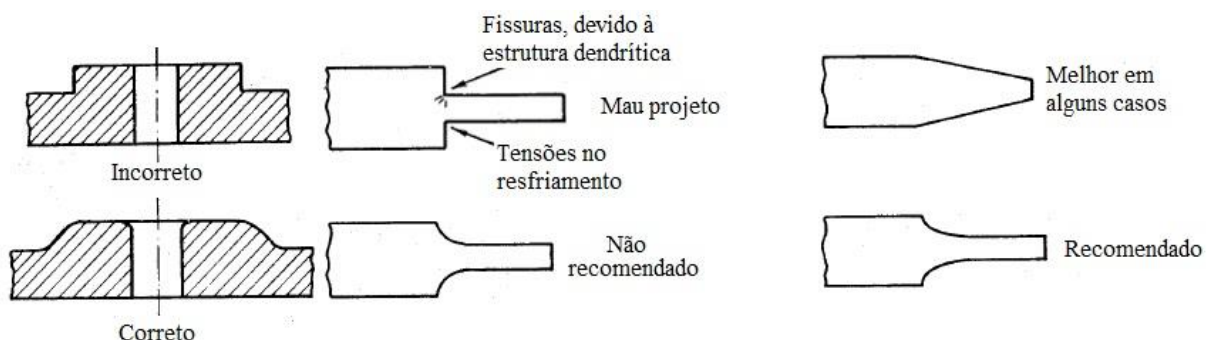 Fissuras, devido à
estrutura dendrítica
Mau projeto
Tensões no
resfriamento
Melhor em
alguns casos
Incorreto
Não
recomendado
Recomendado
Correto